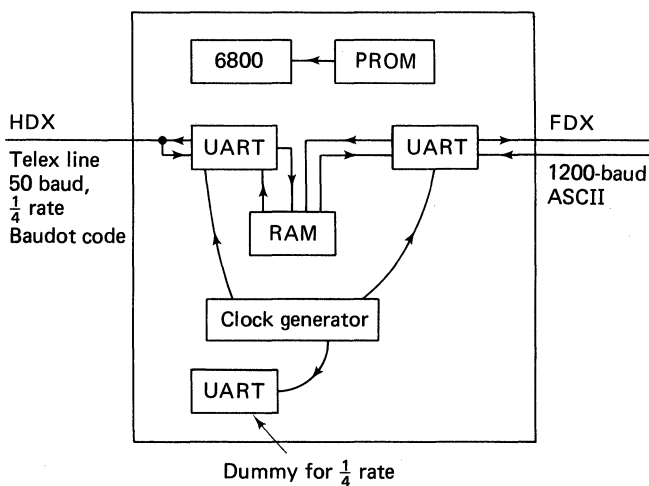 6800
PROM
HDX
FDX
UART
UART
Telex line
50 baud,
1/4 rate
Baudot code
1200-baud
ASCII
RAM
Clock generator
UART
Dummy for 1/4 rate